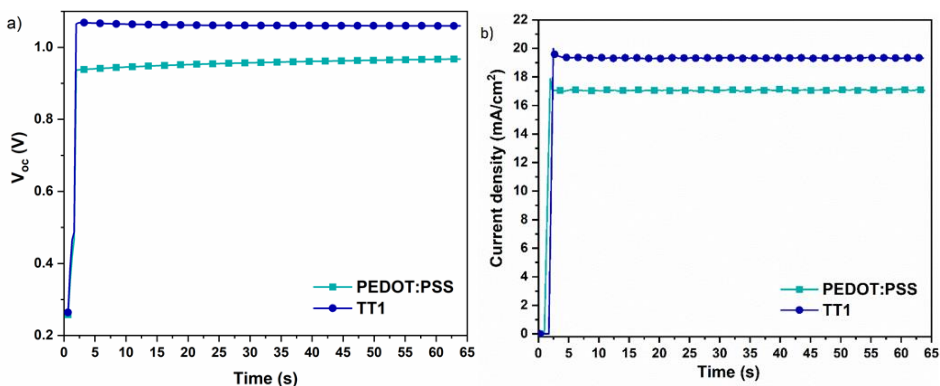 a)
V_oc (V)
1.0
0.8
0.6
0.4
0.2
0 5 10 15 20 25 30 35 40 45 50 55 60 65
Time (s)
PEDOT:PSS
TT1
b)
Current density (mA/cm²)
22
20
18
16
14
12
10
8
6
4
2
0
0 5 10 15 20 25 30 35 40 45 50 55 60 65
Time (s)
PEDOT:PSS
TT1